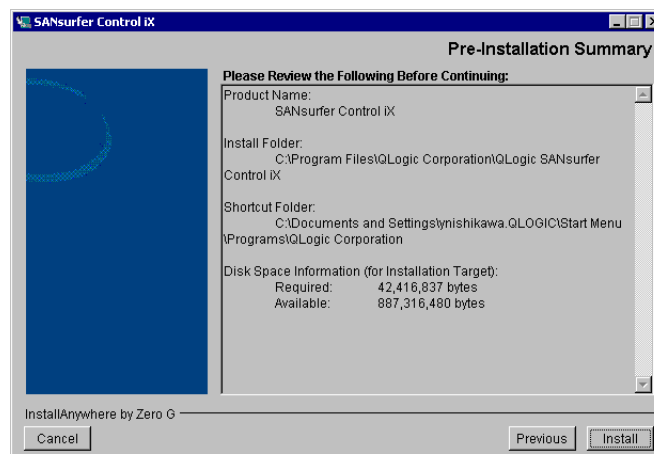 SANsurfer Control iX
Pre-Installation Summary
Please Review the Following Before Continuing:
Product Name:
SANsurfer Control iX
Install Folder:
C:\Program Files\QLogic Corporation\QLogic SANsurfer
Control iX
Shortcut Folder:
C:\Documents and Settings\ynishikawa.QLOGIC\Start Menu
\Programs\QLogic Corporation
Disk Space Information (for Installation Target):
Required: 42,416,837 bytes
Available: 887,316,480 bytes
InstallAnywhere by Zero G
Cancel Previous Install